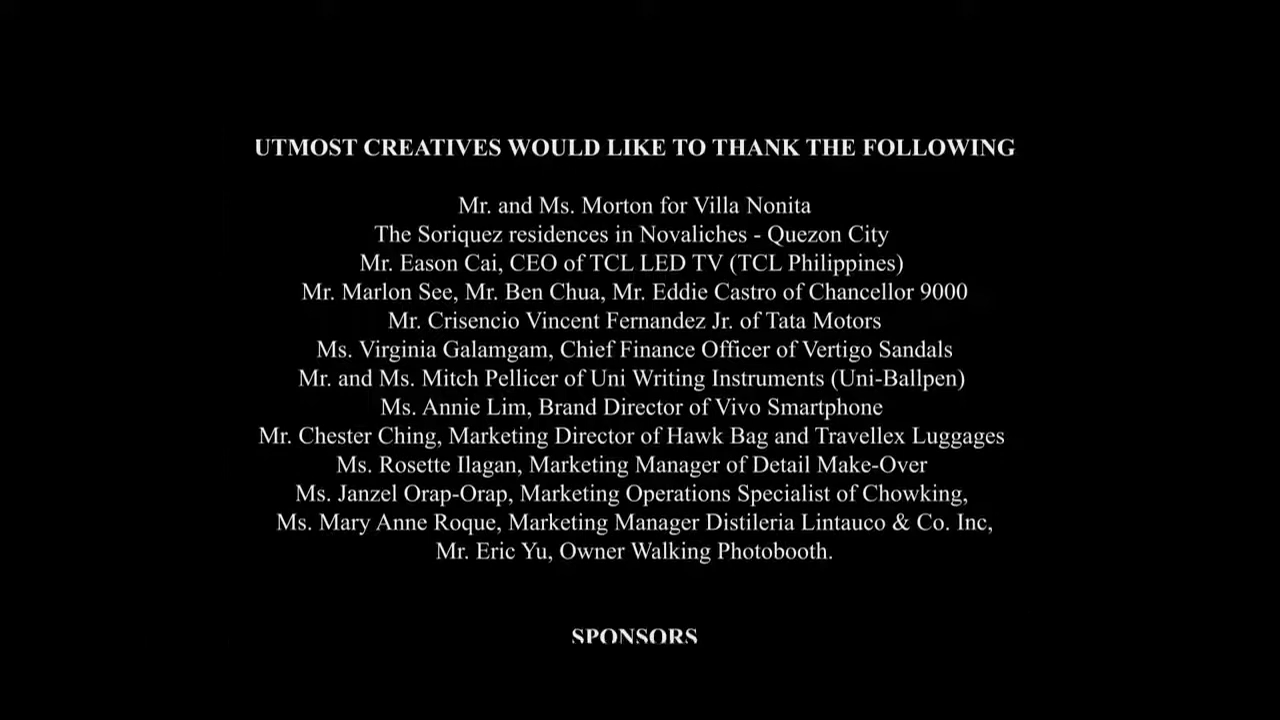 UTMOST CREATIVES WOULD LIKE TO THANK THE FOLLOWING
Mr. and Ms. Morton for Villa Nonita
The Soriquez residences in Novaliches - Quezon City
Mr. Eason Cai, CEO of TCL LED TV (TCL Philippines)
Mr. Marlon See, Mr. Ben Chua, Mr. Eddie Castro of Chancellor 9000
Mr. Crisencio Vincent Fernandez Jr. of Tata Motors
Ms. Virginia Galamgam, Chief Finance Officer of Vertigo Sandals
Mr. and Ms. Mitch Pellicer of Uni Writing Instruments (Uni-Ballpen)
Ms. Annie Lim, Brand Director of Vivo Smartphone
Mr. Chester Ching, Marketing Director of Hawk Bag and Travellex Luggages
Ms. Rosette Ilagan, Marketing Manager of Detail Make-Over
Ms. Janzel Orap-Orap, Marketing Operations Specialist of Chowking,
Ms. Mary Anne Roque, Marketing Manager Distileria Lintauco & Co. Inc,
Mr. Eric Yu, Owner Walking Photobooth.
SPONSORS